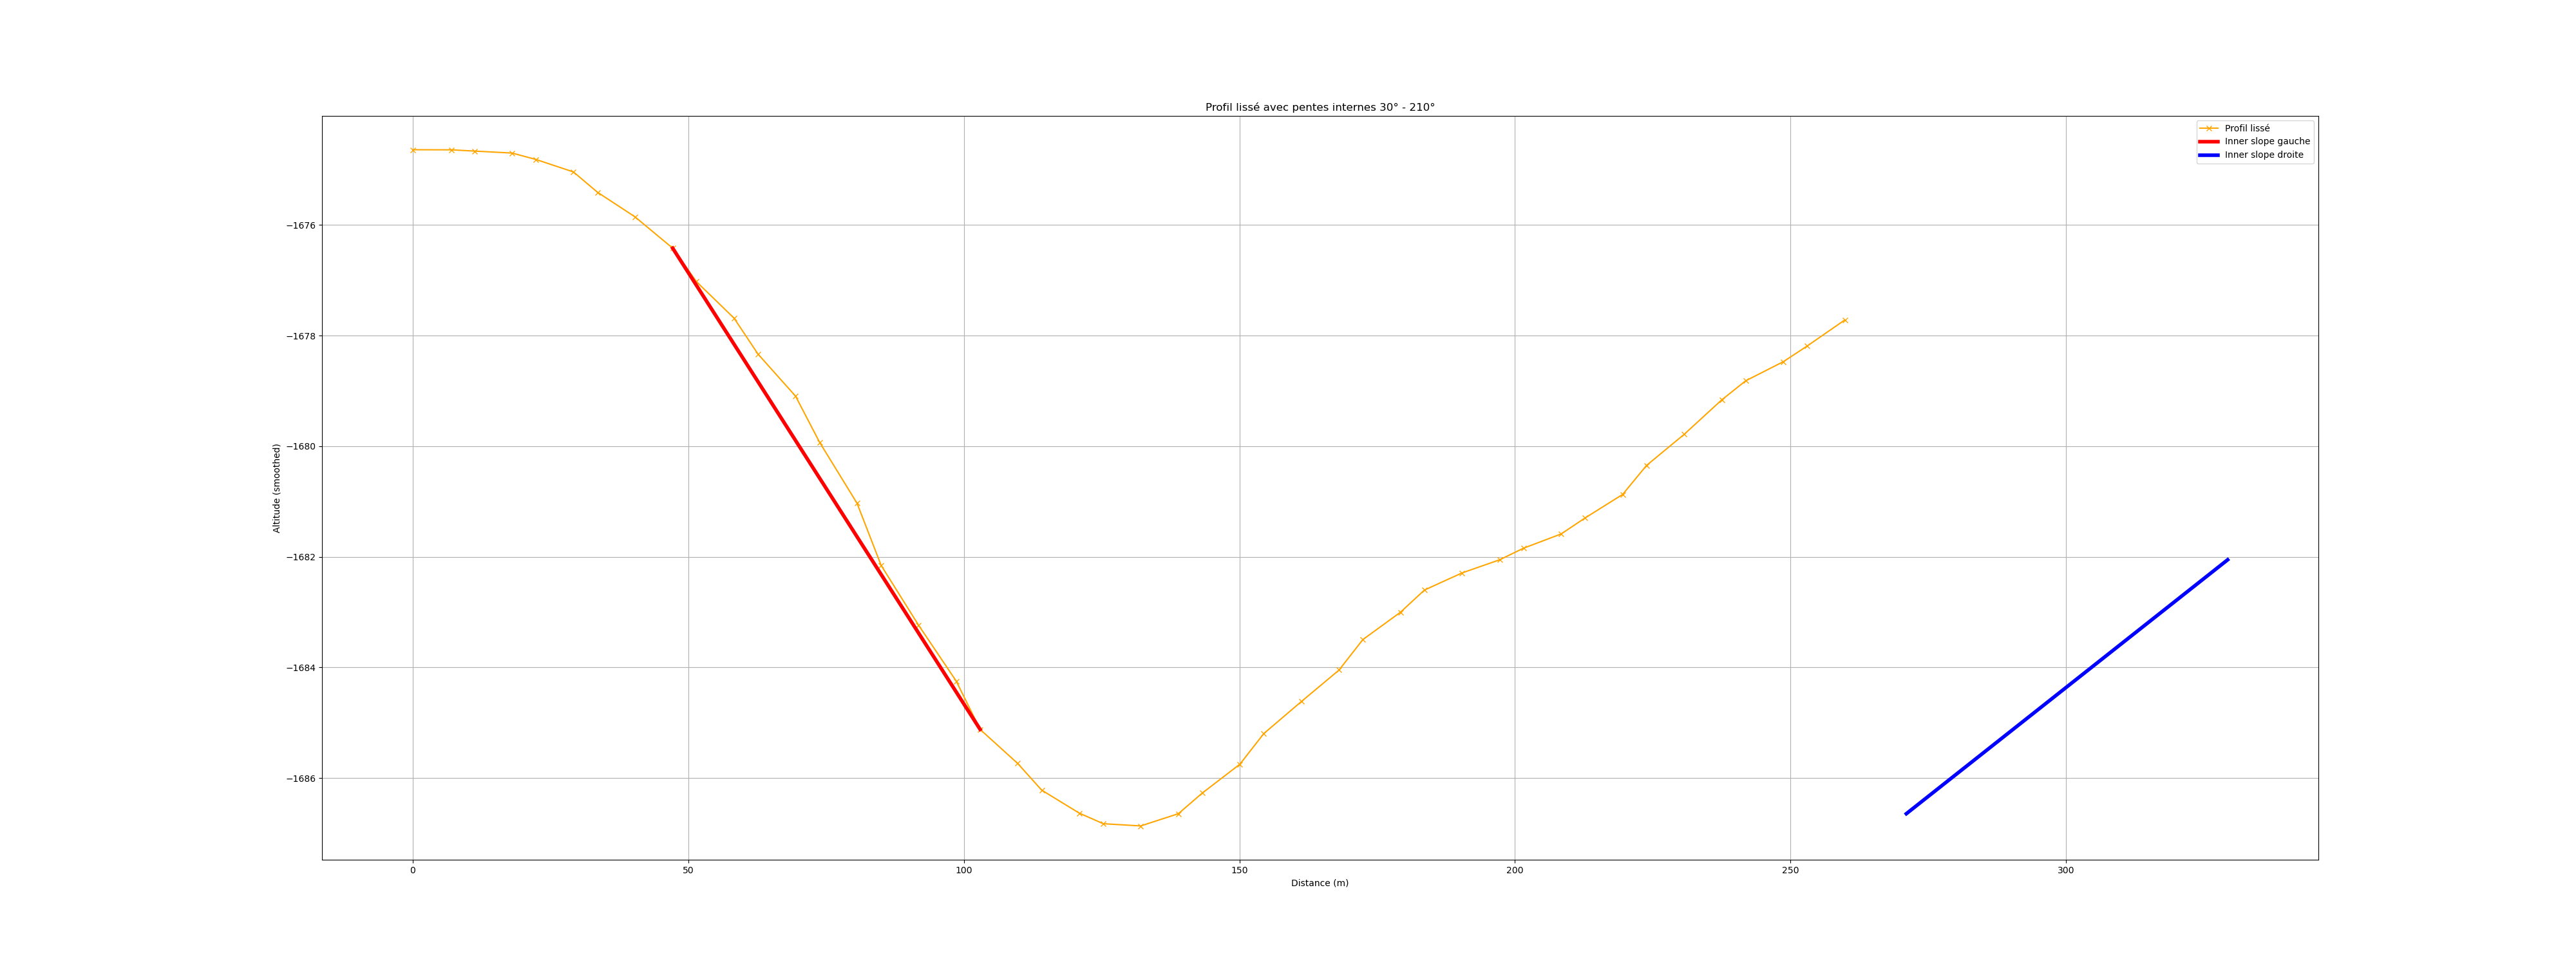 Profil lissé avec pentes internes 30° - 210°
Profil lissé
Inner slope gauche
Inner slope droite
Altitude (smoothed)
−1676
−1678
−1680
−1682
−1684
−1686
0
50
100
150
200
250
300
Distance (m)